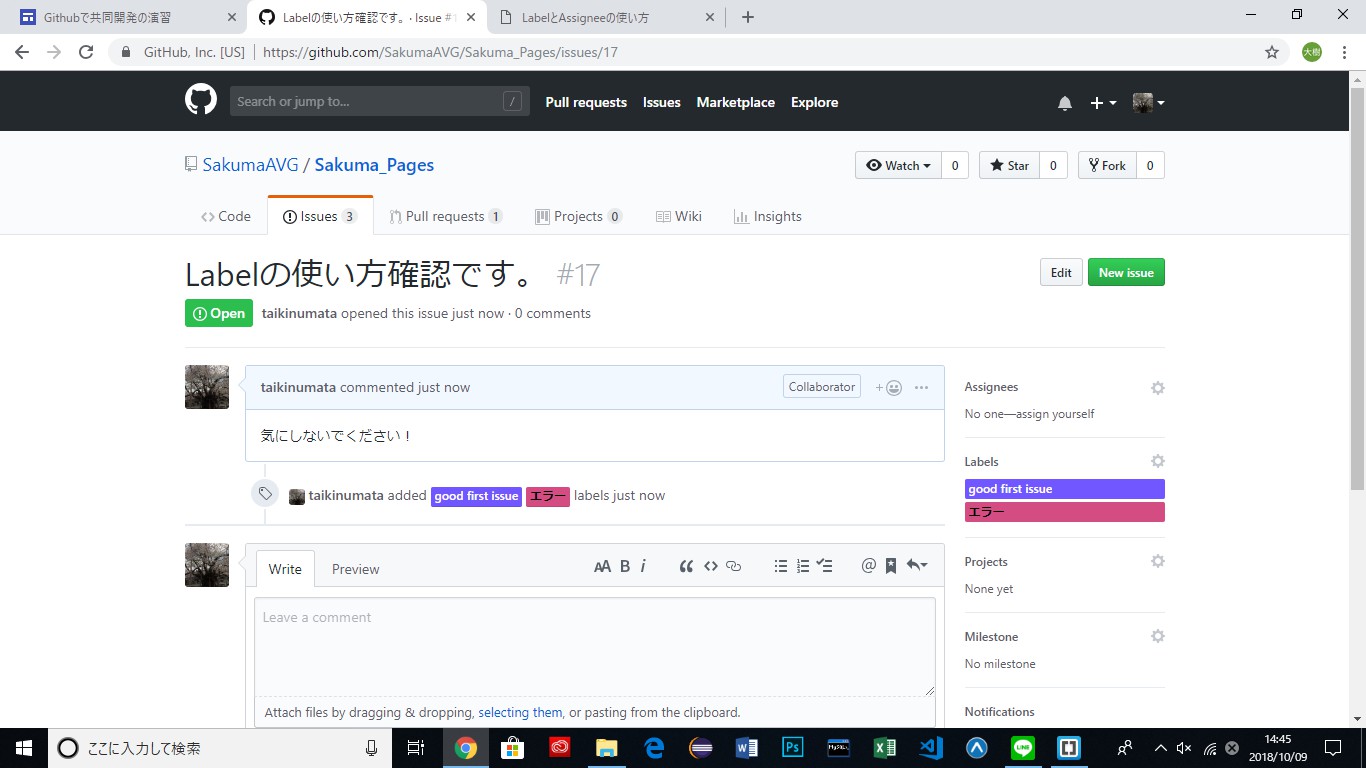 Githubで共同開発の演習
Labelの使い方確認です。· Issue #1
LabelとAssigneeの使い方
GitHub, Inc. [US]
https://github.com/SakumaAVG/Sakuma_Pages/issues/17
大樹
Search or jump to...
/
Pull requests
Issues
Marketplace
Explore
SakumaAVG / Sakuma_Pages
Watch 0
Star 0
Fork 0
Code
Issues 3
Pull requests 1
Projects 0
Wiki
Insights
Labelの使い方確認です。 #17
Edit
New issue
Open
taikinumata opened this issue just now · 0 comments
taikinumata commented just now
Collaborator
気にしないでください！
taikinumata added good first issue エラー labels just now
Write
Preview
Leave a comment
Attach files by dragging & dropping, selecting them, or pasting from the clipboard.
Assignees
No one—assign yourself
Labels
good first issue
エラー
Projects
None yet
Milestone
No milestone
Notifications
ここに入力して検索
Ps
MySQL
LINE
14:45
2018/10/09